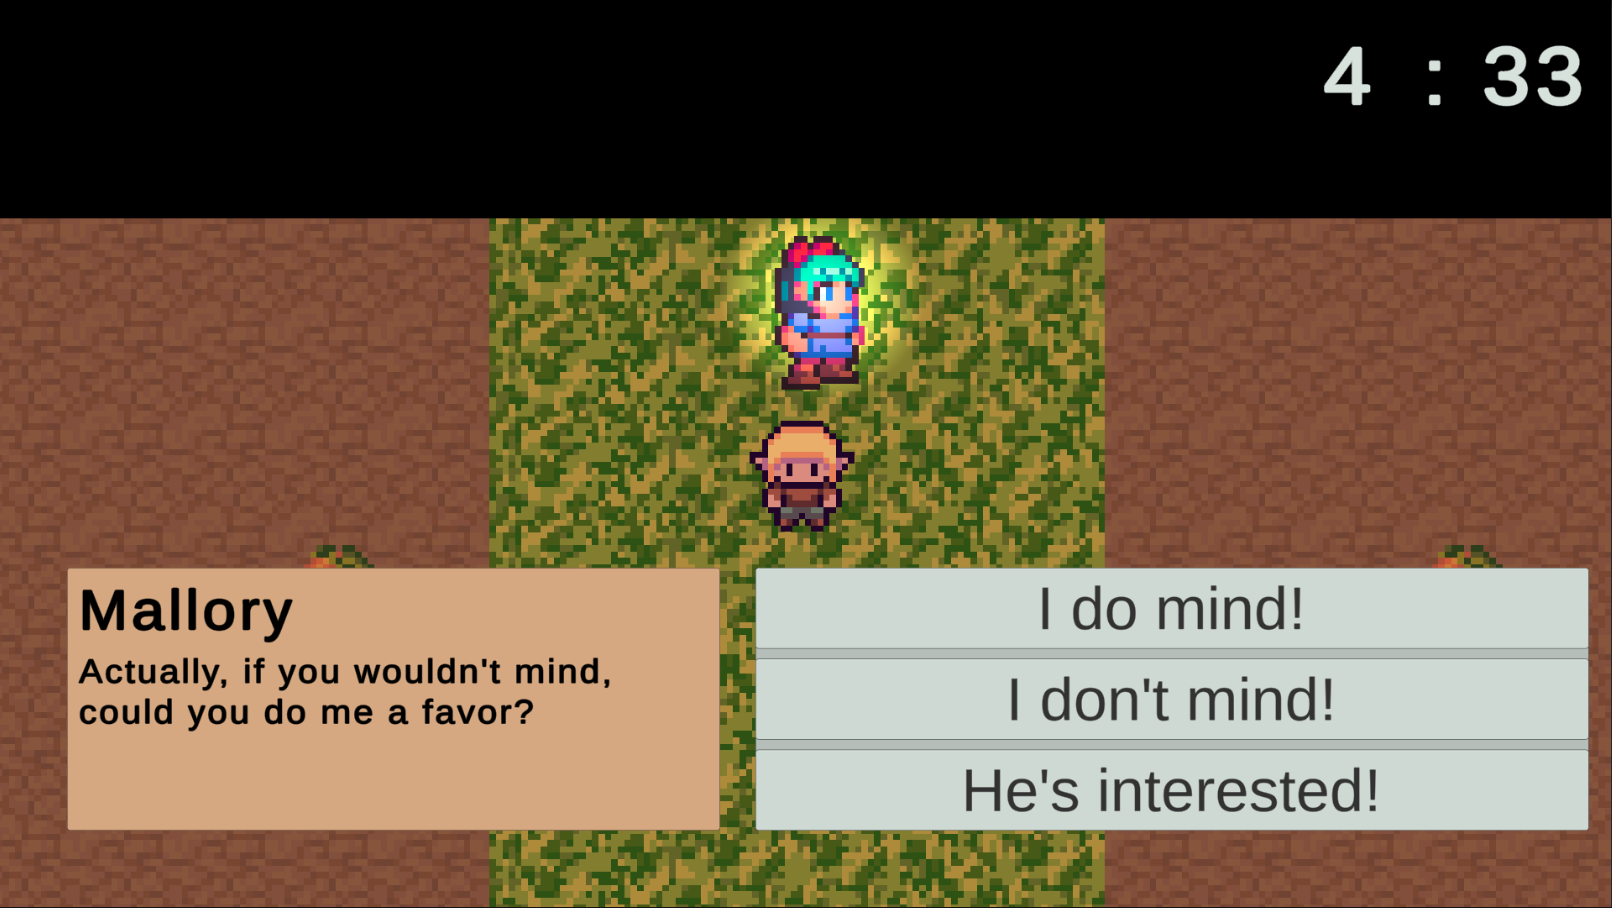 4 : 33
Mallory
Actually, if you wouldn't mind,
could you do me a favor?
I do mind!
I don't mind!
He's interested!